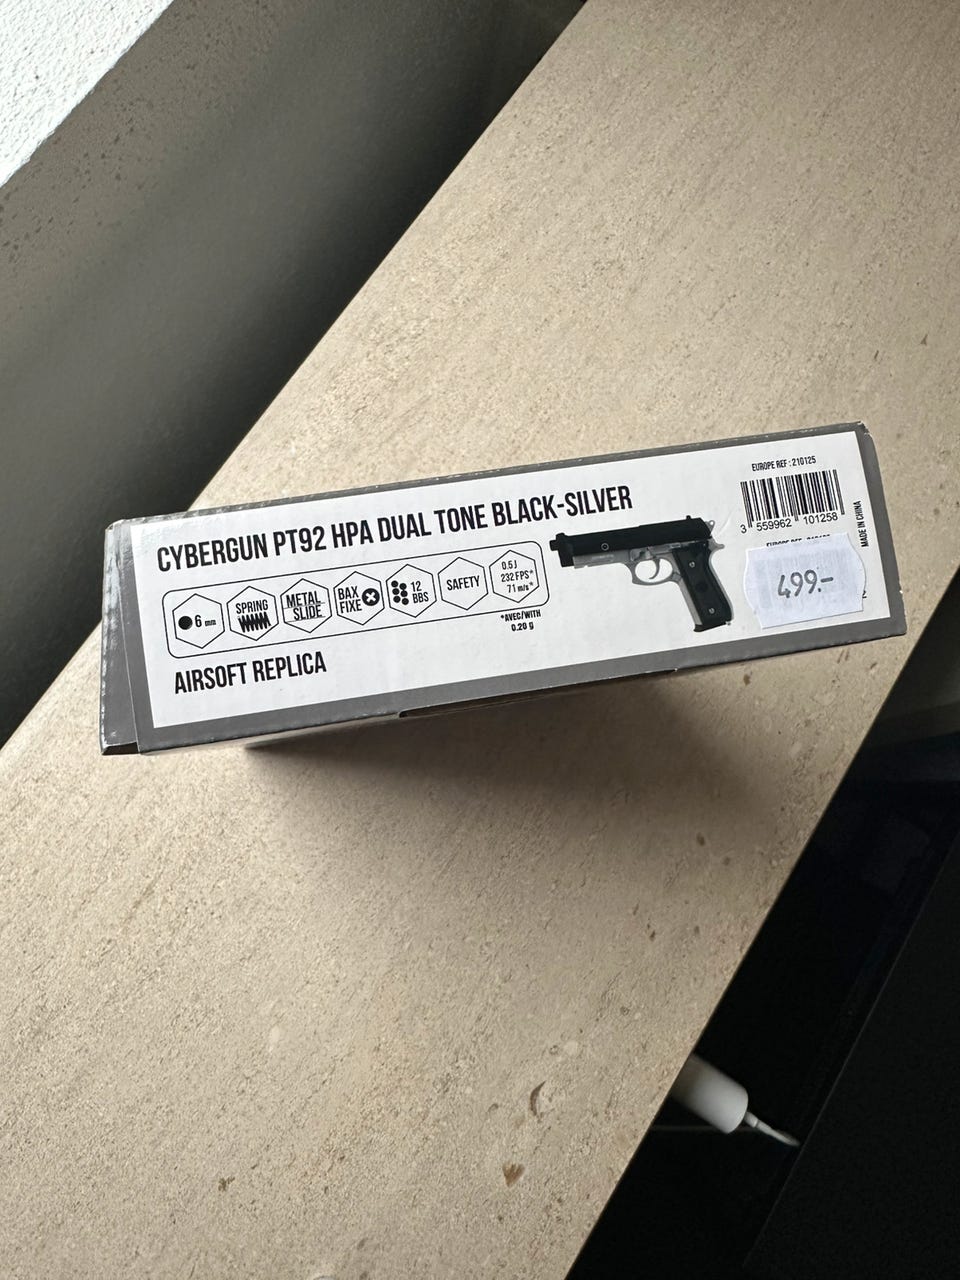 CYBERGUN PT92 HPA DUAL TONE BLACK-SILVER
6 mm
SPRING
METAL
SLIDE
BAX
FIXE
12
BBS
SAFETY
0.6 J
232 FPS*
71 m/s*
*AVEC/WITH
0.20 g
AIRSOFT REPLICA
EUROPE REF : 210125
3 559962 101258
499.-
MADE IN CHINA